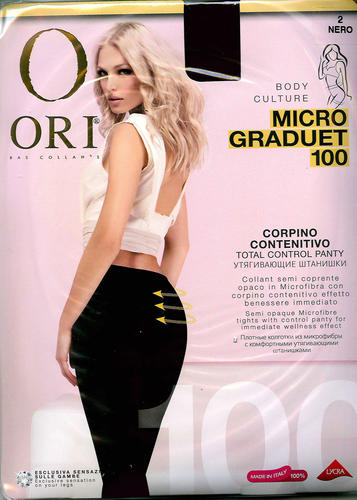 2
NERO
O
ORI®
BAS COLLANTS
BODY
CULTURE
MICRO
GRADUET
100
CORPINO
CONTENITIVO
TOTAL CONTROL PANTY
УТЯГИВАЮЩИЕ ШТАНИШКИ
Collant semi coprente
opaco in Microfibra con
corpino contenitivo effetto
benessere immediato
Semi opaque Microfibre
tights with control panty for
immediate wellness effect
Плотные колготки из микрофибры
с комфортными утягивающими
штанишками
100
ESCLUSIVA SENSAZ
SULLE GAMBE
Exclusive sensation
on your legs
MADE IN ITALY 100%
LYCRA